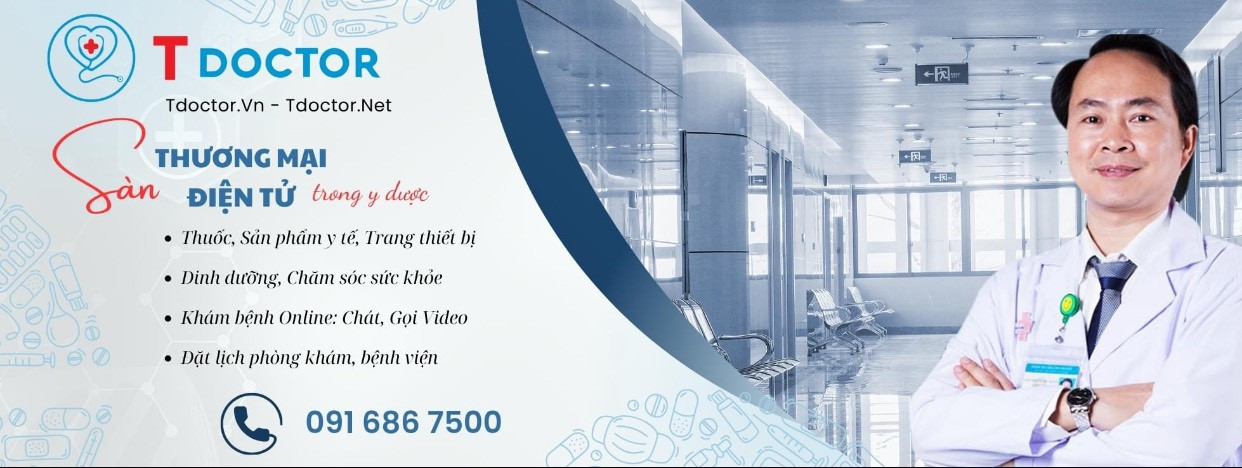 T DOCTOR
Tdoctor.Vn - Tdoctor.Net
Sàn THƯƠNG MẠI
ĐIỆN TỬ trong y dược
• Thuốc, Sản phẩm y tế, Trang thiết bị
• Dinh dưỡng, Chăm sóc sức khỏe
• Khám bệnh Online: Chát, Gọi Video
• Đặt lịch phòng khám, bệnh viện
091 686 7500